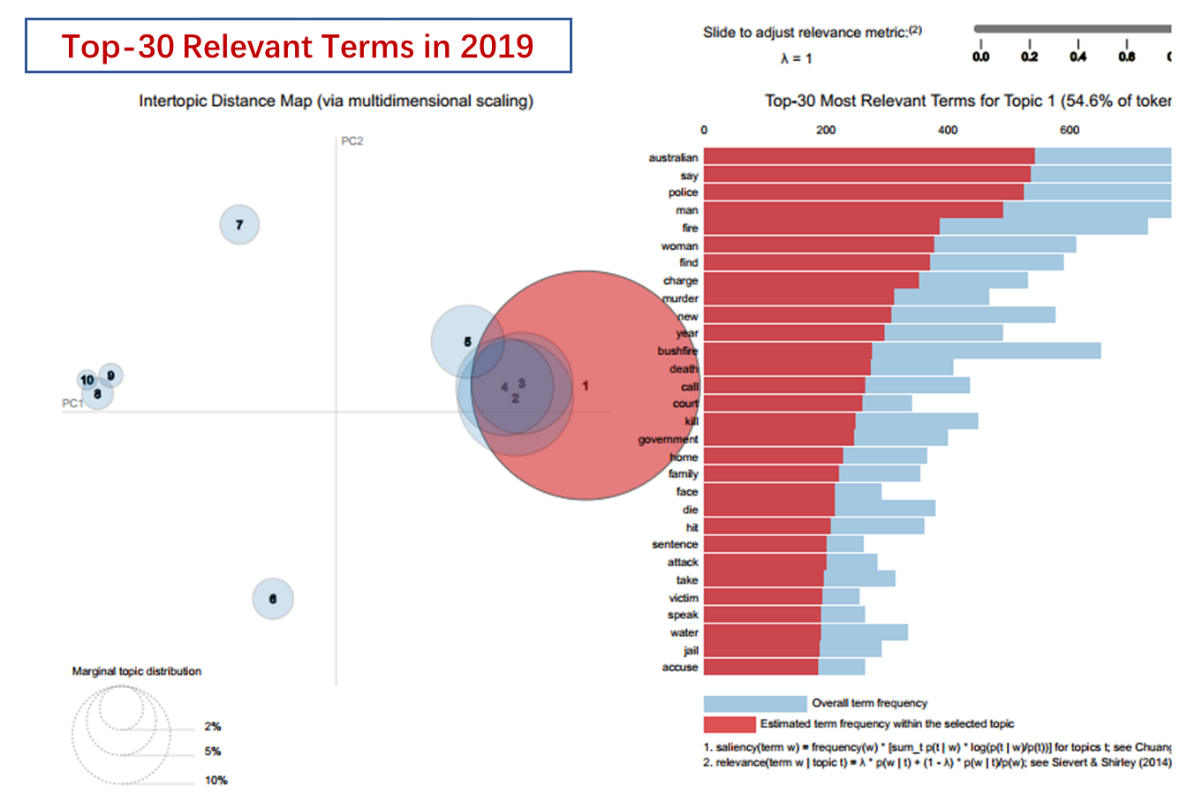 Top-30 Relevant Terms in 2019
Slide to adjust relevance metric:(2)
λ = 1
0.0 0.2 0.4 0.6
Intertopic Distance Map (via multidimensional scaling)
PC2
PC1
7
5
4
3
2
1
10
9
8
6
Marginal topic distribution
2%
5%
10%
Top-30 Most Relevant Terms for Topic 1 (54.6% of token
0 200 400 600
australian
say
police
man
fire
woman
find
charge
murder
new
year
bushfire
death
call
court
kill
government
home
family
face
die
hit
sentence
attack
take
victim
speak
water
jail
accuse
Overall term frequency
Estimated term frequency within the selected topic
1. saliency(term w) = frequency(w) * [sum_t p(t | w) * log(p(t | w)/p(t))] for topics t; see Chuang
2. relevance(term w | topic t) = λ * p(w | t) + (1 - λ) * p(w | t)/p(w); see Sievert & Shirley (2014)